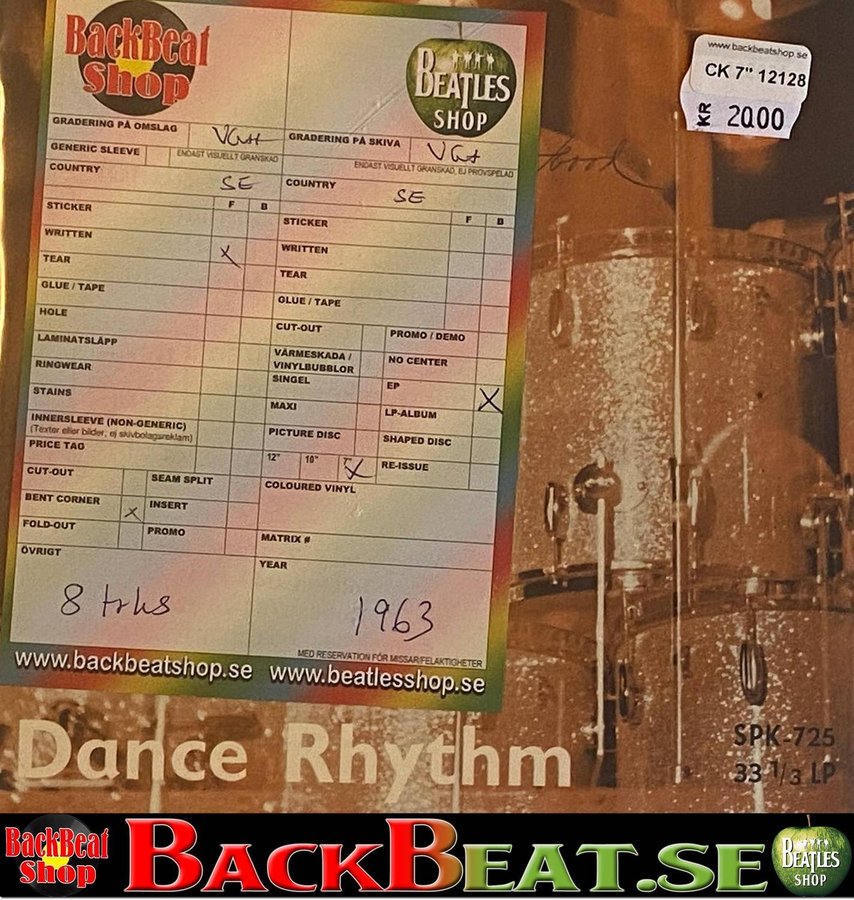 BackBeat
Shop
BEATLES
SHOP
www.backbeatshop.se
CK 7" 12128
KR 20.00
GRADERING PÅ OMSLAG
VG++
GRADERING PÅ SKIVA
VG+
GENERIC SLEEVE
ENDAST VISUELLT GRANSKAD
ENDAST VISUELLT GRANSKAD, EJ PROVSPELAD
COUNTRY
SE
COUNTRY
SE
F B
F B
STICKER
WRITTEN
TEAR
X
GLUE / TAPE
HOLE
LAMINATSLÄPP
RINGWEAR
STAINS
INNERSLEEVE (NON-GENERIC)
(Texter eller bilder, ej skivbolagsreklam)
PRICE TAG
CUT-OUT
SEAM SPLIT
BENT CORNER
X
INSERT
FOLD-OUT
PROMO
ÖVRIGT
8 trks
STICKER
WRITTEN
TEAR
GLUE / TAPE
CUT-OUT
PROMO / DEMO
VÄRMESKADA /
VINYLBUBBLOR
NO CENTER
SINGEL
EP
X
MAXI
LP-ALBUM
PICTURE DISC
SHAPED DISC
12" 10"
X
RE-ISSUE
COLOURED VINYL
MATRIX #
YEAR
1963
MED RESERVATION FÖR MISSAR/FELAKTIGHETER
www.backbeatshop.se www.beatlesshop.se
Dance Rhythm
SPK-725
33 1/3 LP
BackBeat
Shop
BACKBEAT.SE
BEATLES
SHOP